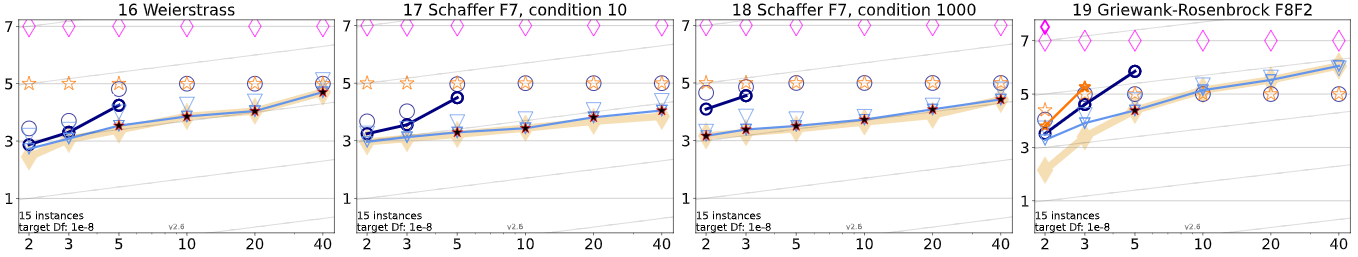 16 Weierstrass
7
5
3
1
15 instances
target Df: 1e-8
v2.6
2 3 5 10 20 40
17 Schaffer F7, condition 10
7
5
3
1
15 instances
target Df: 1e-8
v2.6
2 3 5 10 20 40
18 Schaffer F7, condition 1000
7
5
3
1
15 instances
target Df: 1e-8
v2.6
2 3 5 10 20 40
19 Griewank-Rosenbrock F8F2
7
5
3
1
15 instances
target Df: 1e-8
v2.6
2 3 5 10 20 40